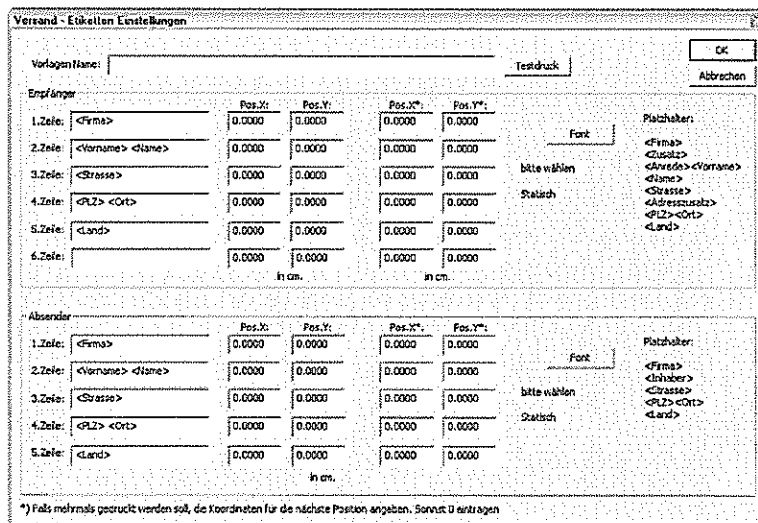 Versand - Etiketten Einstellungen
Vorlagen Name:
Testdruck
OK
Abbrechen
Empfänger
Pos.X: Pos.Y: Pos.X*: Pos.Y*:
1.Zeile: <Firma> 0.0000 0.0000 0.0000 0.0000
2.Zeile: <Vorname> <Name> 0.0000 0.0000 0.0000 0.0000
3.Zeile: <Strasse> 0.0000 0.0000 0.0000 0.0000
4.Zeile: <PLZ> <Ort> 0.0000 0.0000 0.0000 0.0000
5.Zeile: <Land> 0.0000 0.0000 0.0000 0.0000
6.Zeile: 0.0000 0.0000 0.0000 0.0000
in cm. in cm.
Font
bitte wählen
Statisch
Platzhalter:
<Firma>
<Zusatz>
<Anrede><Vorname>
<Name>
<Strasse>
<Adresszusatz>
<PLZ><Ort>
<Land>
Absender
Pos.X: Pos.Y: Pos.X*: Pos.Y*:
1.Zeile: <Firma> 0.0000 0.0000 0.0000 0.0000
2.Zeile: <Vorname> <Name> 0.0000 0.0000 0.0000 0.0000
3.Zeile: <Strasse> 0.0000 0.0000 0.0000 0.0000
4.Zeile: <PLZ> <Ort> 0.0000 0.0000 0.0000 0.0000
5.Zeile: <Land> 0.0000 0.0000 0.0000 0.0000
in cm.
Font
bitte wählen
Statisch
Platzhalter:
<Firma>
<Inhaber>
<Strasse>
<PLZ><Ort>
<Land>
*) Falls mehrmals gedruckt werden soll, die Koordinaten für die nächste Position angeben. Sonnst 0 eintragen